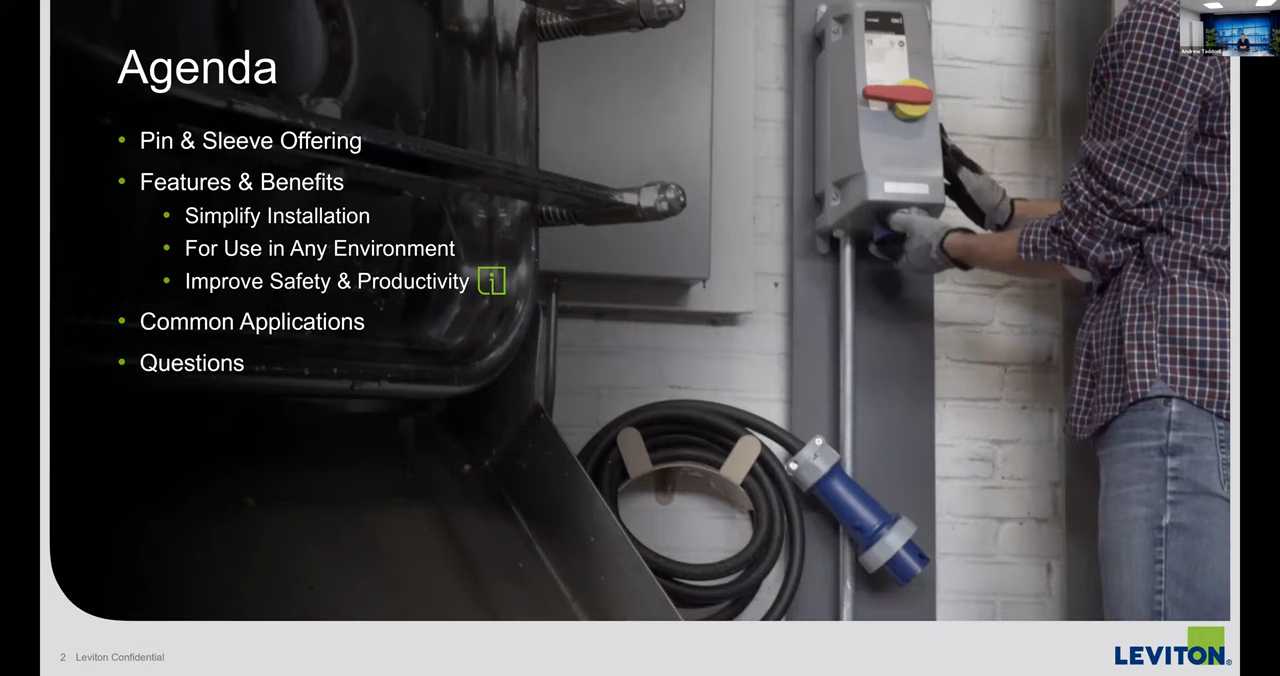 Agenda
• Pin & Sleeve Offering
• Features & Benefits
• Simplify Installation
• For Use in Any Environment
• Improve Safety & Productivity
• Common Applications
• Questions
2 Leviton Confidential
LEVITON®